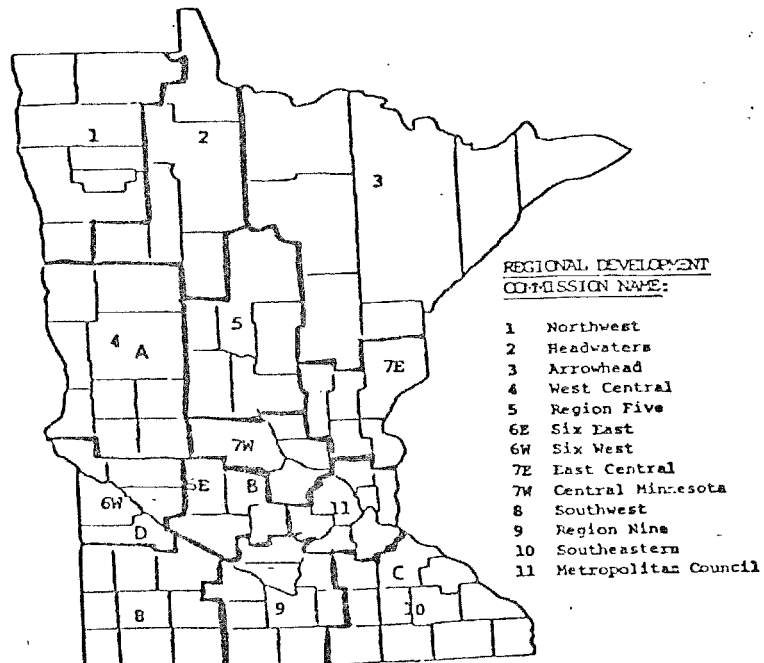 1
2
3
4 A
5
7E
7W
6E B
6W
11
D
C
8
9
10
REGIONAL DEVELOPMENT
COMMISSION NAME:
1 Northwest
2 Headwaters
3 Arrowhead
4 West Central
5 Region Five
6E Six East
6W Six West
7E East Central
7W Central Minnesota
8 Southwest
9 Region Nine
10 Southeastern
11 Metropolitan Council